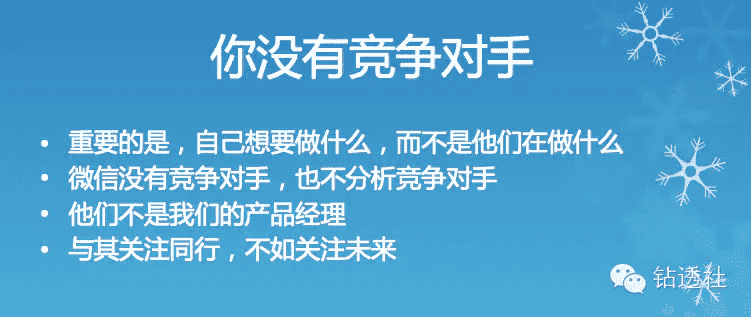 你没有竞争对手
• 重要的是，自己想要做什么，而不是他们在做什么
• 微信没有竞争对手，也不分析竞争对手
• 他们不是我们的产品经理
• 与其关注同行，不如关注未来
钻透社